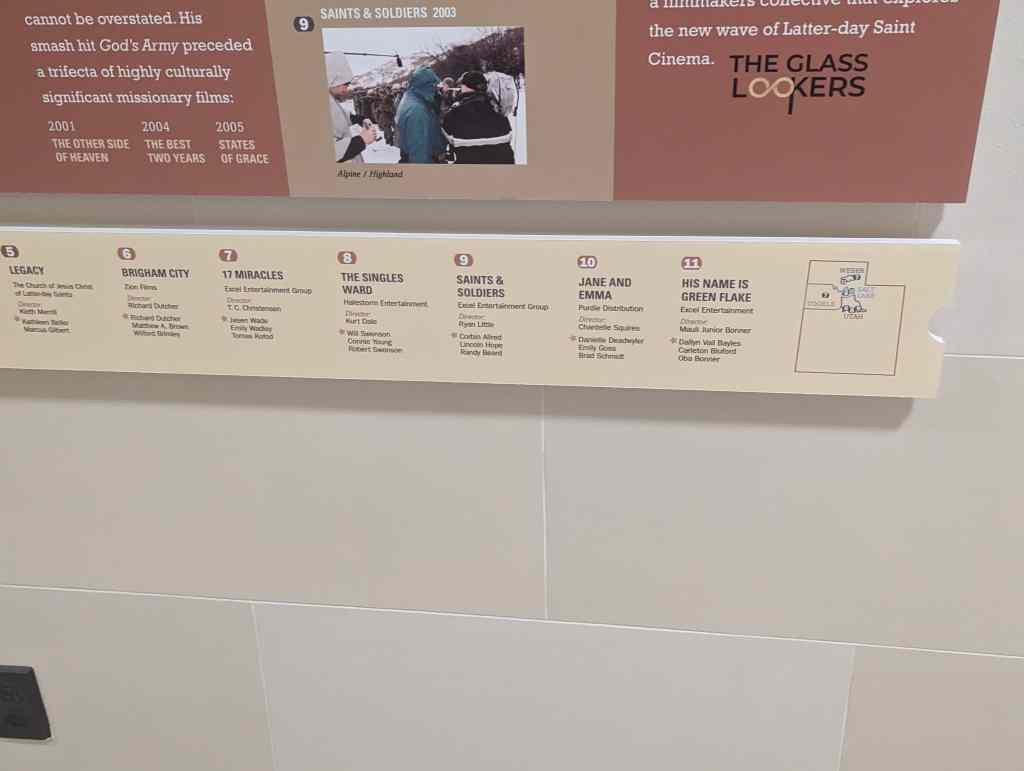 cannot be overstated. His
smash hit God's Army preceded
a trifecta of highly culturally
significant missionary films:
2001
THE OTHER SIDE
OF HEAVEN
2004
THE BEST
TWO YEARS
2005
STATES
OF GRACE
9 SAINTS & SOLDIERS 2003
Alpine / Highland
a filmmakers collective that explores
the new wave of Latter-day Saint
Cinema.
THE GLASS
LOOKERS
5
LEGACY
The Church of Jesus Christ
of Latter-day Saints
Director:
Kieth Merrill
Kathleen Beller
Marcus Gilbert
6
BRIGHAM CITY
Zion Films
Director:
Richard Dutcher
Richard Dutcher
Matthew A. Brown
Wilford Brimley
7
17 MIRACLES
Excel Entertainment Group
Director:
T. C. Christensen
Jasen Wade
Emily Wadley
Tomas Kofod
8
THE SINGLES
WARD
Halestorm Entertainment
Director:
Kurt Dale
Will Swenson
Connie Young
Robert Swenson
9
SAINTS &
SOLDIERS
Excel Entertainment Group
Director:
Ryan Little
Corbin Allred
Lincoln Hope
Randy Beard
10
JANE AND
EMMA
Purdie Distribution
Director:
Chantelle Squires
Danielle Deadwyler
Emily Goss
Brad Schmidt
11
HIS NAME IS
GREEN FLAKE
Excel Entertainment
Director:
Mauli Junior Bonner
Dallyn Vail Bayles
Carleton Bluford
Oba Bonner
WEBER
SALT
LAKE
7
TOOELE
UTAH